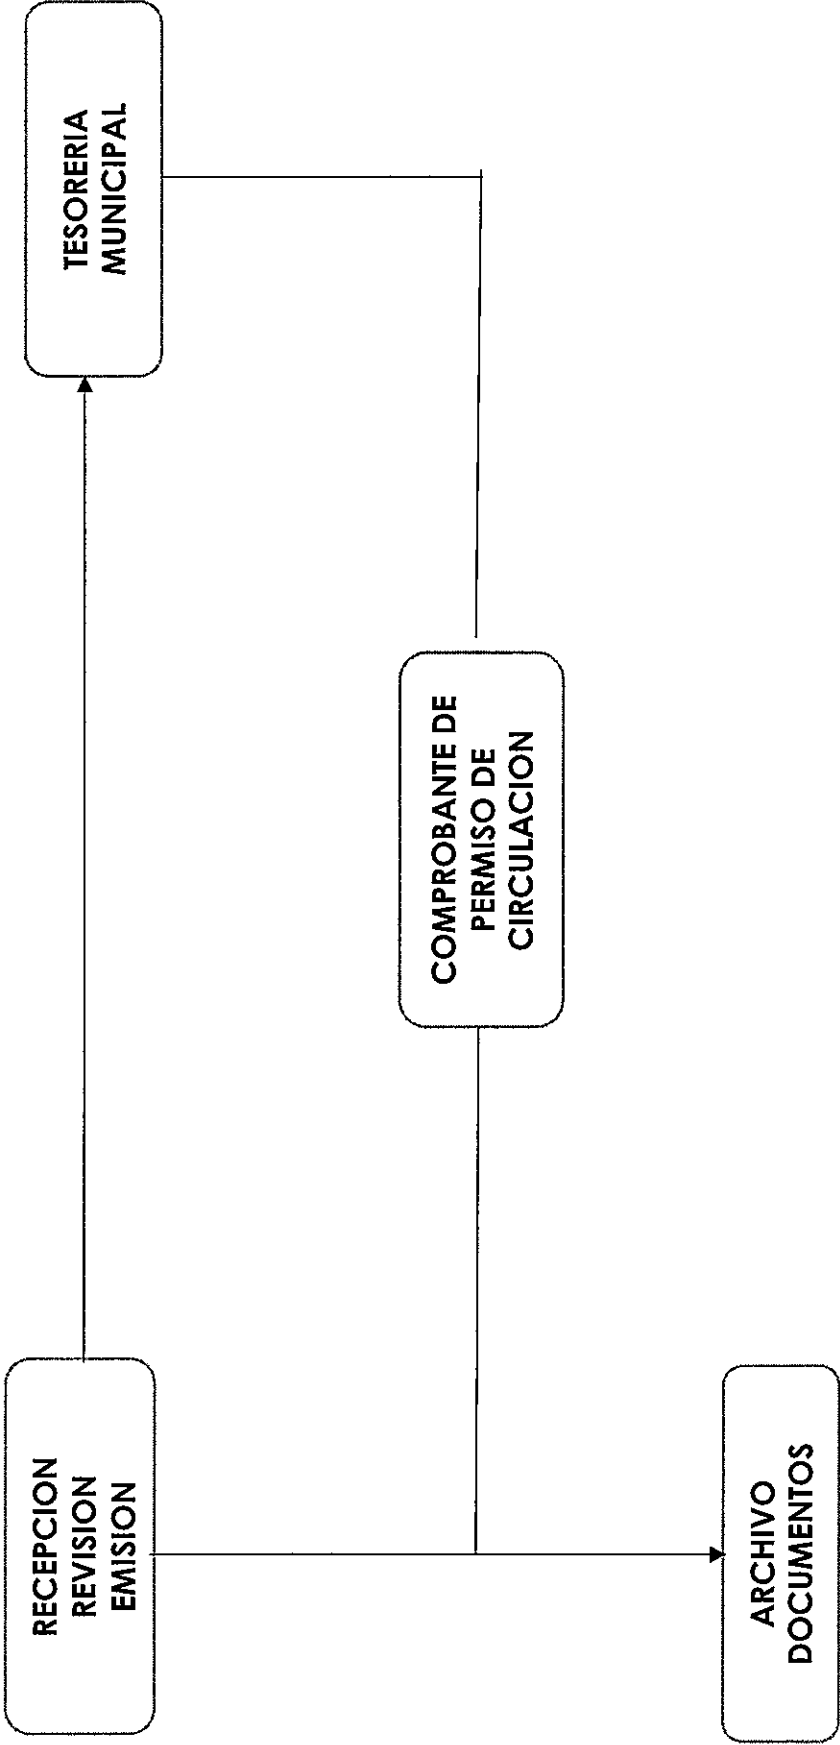 RECEPCION
REVISION
EMISION
TESORERIA
MUNICIPAL
COMPROBANTE DE
PERMISO DE
CIRCULACION
ARCHIVO
DOCUMENTOS